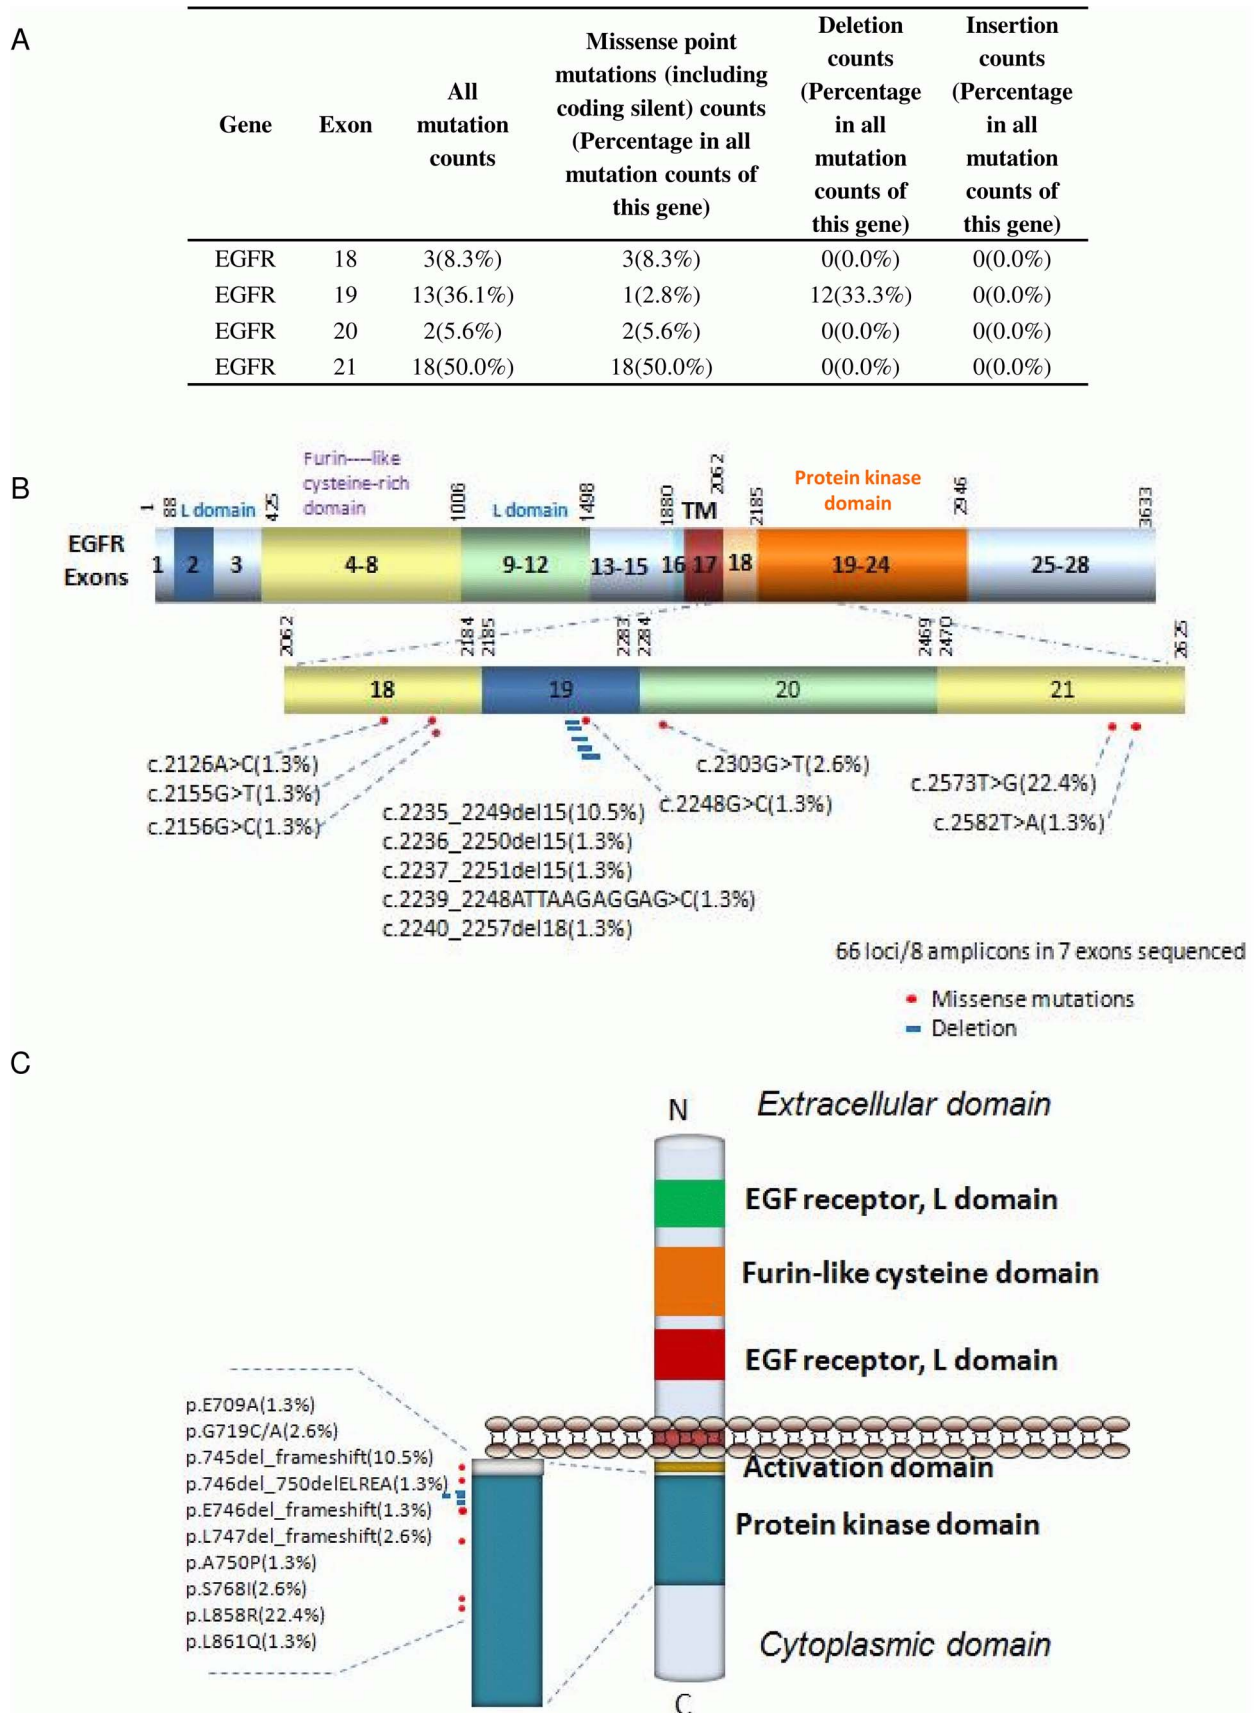 A
Gene
Exon
All
mutation
counts
Missense point
mutations (including
coding silent) counts
(Percentage in all
mutation counts of
this gene)
Deletion
counts
(Percentage
in all
mutation
counts of
this gene)
Insertion
counts
(Percentage
in all
mutation
counts of
this gene)
EGFR 18 3(8.3%) 3(8.3%) 0(0.0%) 0(0.0%)
EGFR 19 13(36.1%) 1(2.8%) 12(33.3%) 0(0.0%)
EGFR 20 2(5.6%) 2(5.6%) 0(0.0%) 0(0.0%)
EGFR 21 18(50.0%) 18(50.0%) 0(0.0%) 0(0.0%)
B
Furin----like
cysteine-rich
domain
Protein kinase
domain
L domain
L domain
TM
1 88 425 1006 1498 1880 2062 2185 2946 3633
EGFR
Exons
1 2 3 4-8 9-12 13-15 16 17 18 19-24 25-28
2062 2184 2185 2283 2284 2469 2470 2625
18 19 20 21
c.2126A>C(1.3%)
c.2155G>T(1.3%)
c.2156G>C(1.3%)
c.2235_2249del15(10.5%)
c.2236_2250del15(1.3%)
c.2237_2251del15(1.3%)
c.2239_2248ATTAAGAGGAG>C(1.3%)
c.2240_2257del18(1.3%)
c.2303G>T(2.6%)
c.2248G>C(1.3%)
c.2573T>G(22.4%)
c.2582T>A(1.3%)
66 loci/8 amplicons in 7 exons sequenced
Missense mutations
Deletion
C
N
Extracellular domain
EGF receptor, L domain
Furin-like cysteine domain
EGF receptor, L domain
Activation domain
Protein kinase domain
Cytoplasmic domain
C
p.E709A(1.3%)
p.G719C/A(2.6%)
p.745del_frameshift(10.5%)
p.746del_750delELREA(1.3%)
p.E746del_frameshift(1.3%)
p.L747del_frameshift(2.6%)
p.A750P(1.3%)
p.S768I(2.6%)
p.L858R(22.4%)
p.L861Q(1.3%)